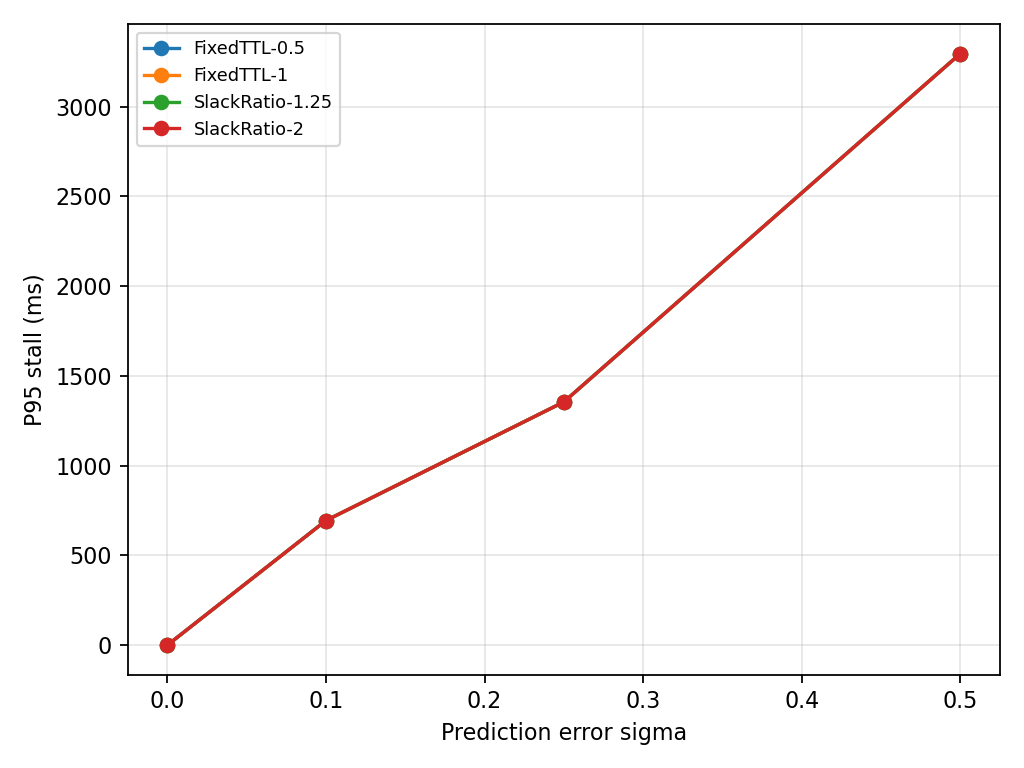 FixedTTL-0.5
FixedTTL-1
SlackRatio-1.25
SlackRatio-2
P95 stall (ms)
3000
2500
2000
1500
1000
500
0
0.0 0.1 0.2 0.3 0.4 0.5
Prediction error sigma